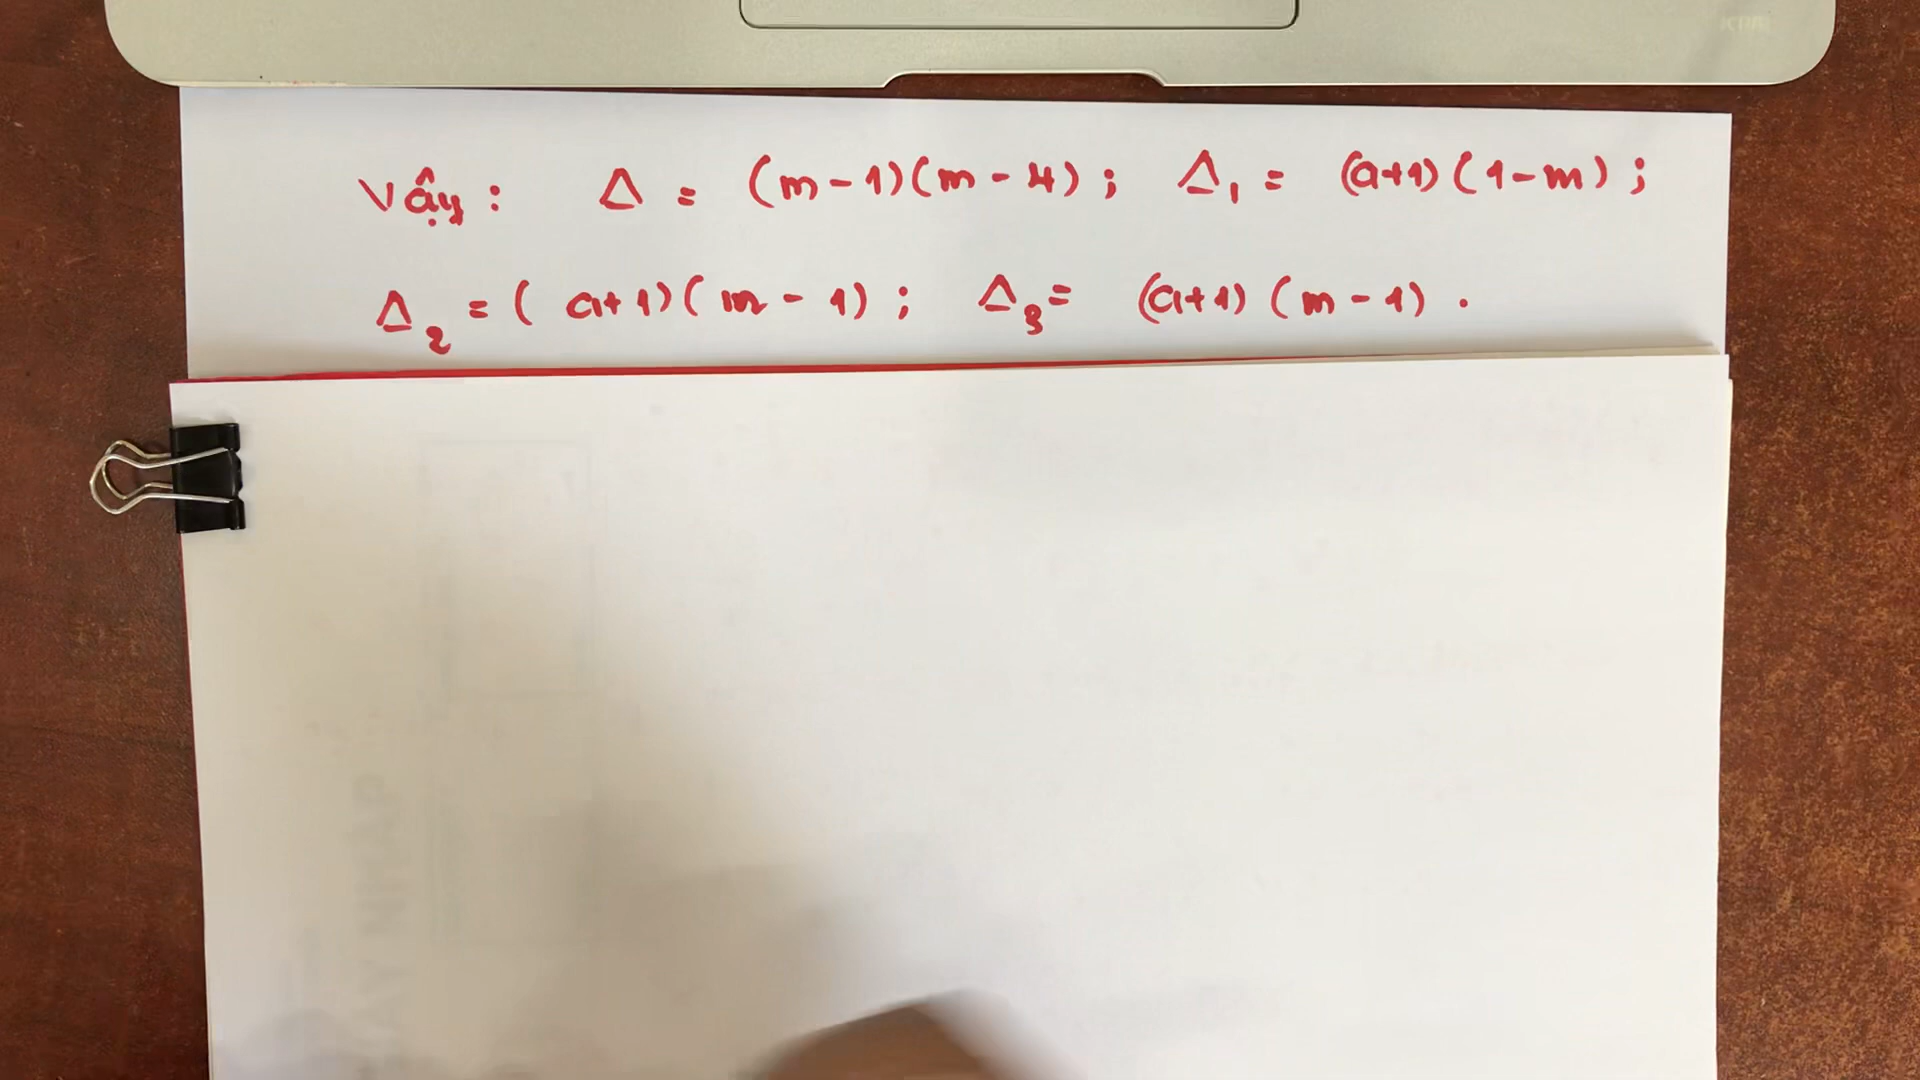 Vậy : Δ = (m-1)(m-4) ; Δ₁ = (a+1)(1-m) ;
Δ₂ = (a+1)(m-1) ; Δ₃ = (a+1)(m-1) .